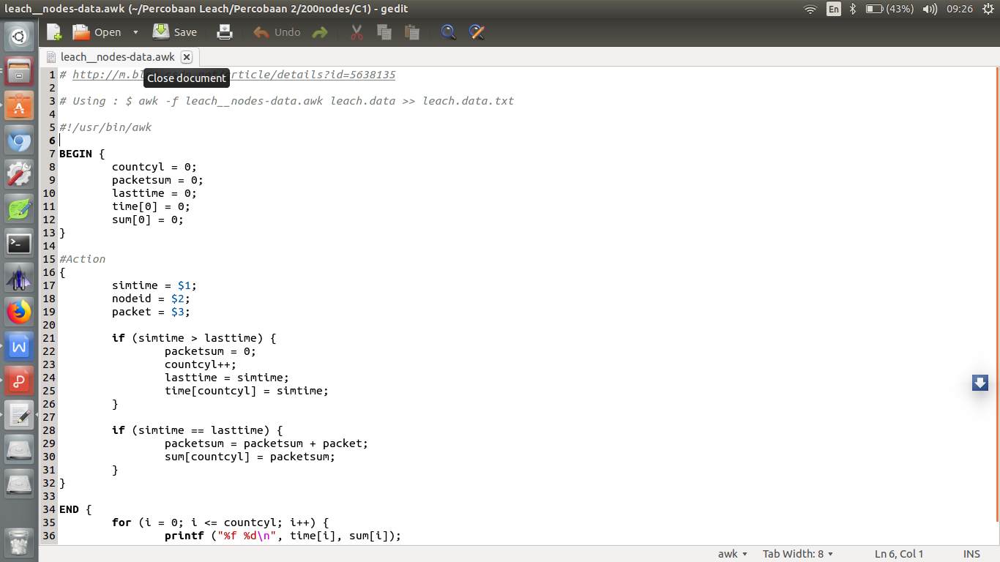 leach__nodes-data.awk (~/Percobaan Leach/Percobaan 2/200nodes/C1) - gedit
En (43%) 09:26
Open Save Undo
leach__nodes-data.awk
Close document
1 # http://m.bl rticle/details?id=5638135
2
3 # Using : $ awk -f leach__nodes-data.awk leach.data >> leach.data.txt
4
5 #!/usr/bin/awk
6
7 BEGIN {
8 countcyl = 0;
9 packetsum = 0;
10 lasttime = 0;
11 time[0] = 0;
12 sum[0] = 0;
13 }
14
15 #Action
16 {
17 simtime = $1;
18 nodeid = $2;
19 packet = $3;
20
21 if (simtime > lasttime) {
22 packetsum = 0;
23 countcyl++;
24 lasttime = simtime;
25 time[countcyl] = simtime;
26 }
27
28 if (simtime == lasttime) {
29 packetsum = packetsum + packet;
30 sum[countcyl] = packetsum;
31 }
32 }
33
34 END {
35 for (i = 0; i <= countcyl; i++) {
36 printf ("%f %d\n", time[i], sum[i]);
awk Tab Width: 8 Ln 6, Col 1 INS